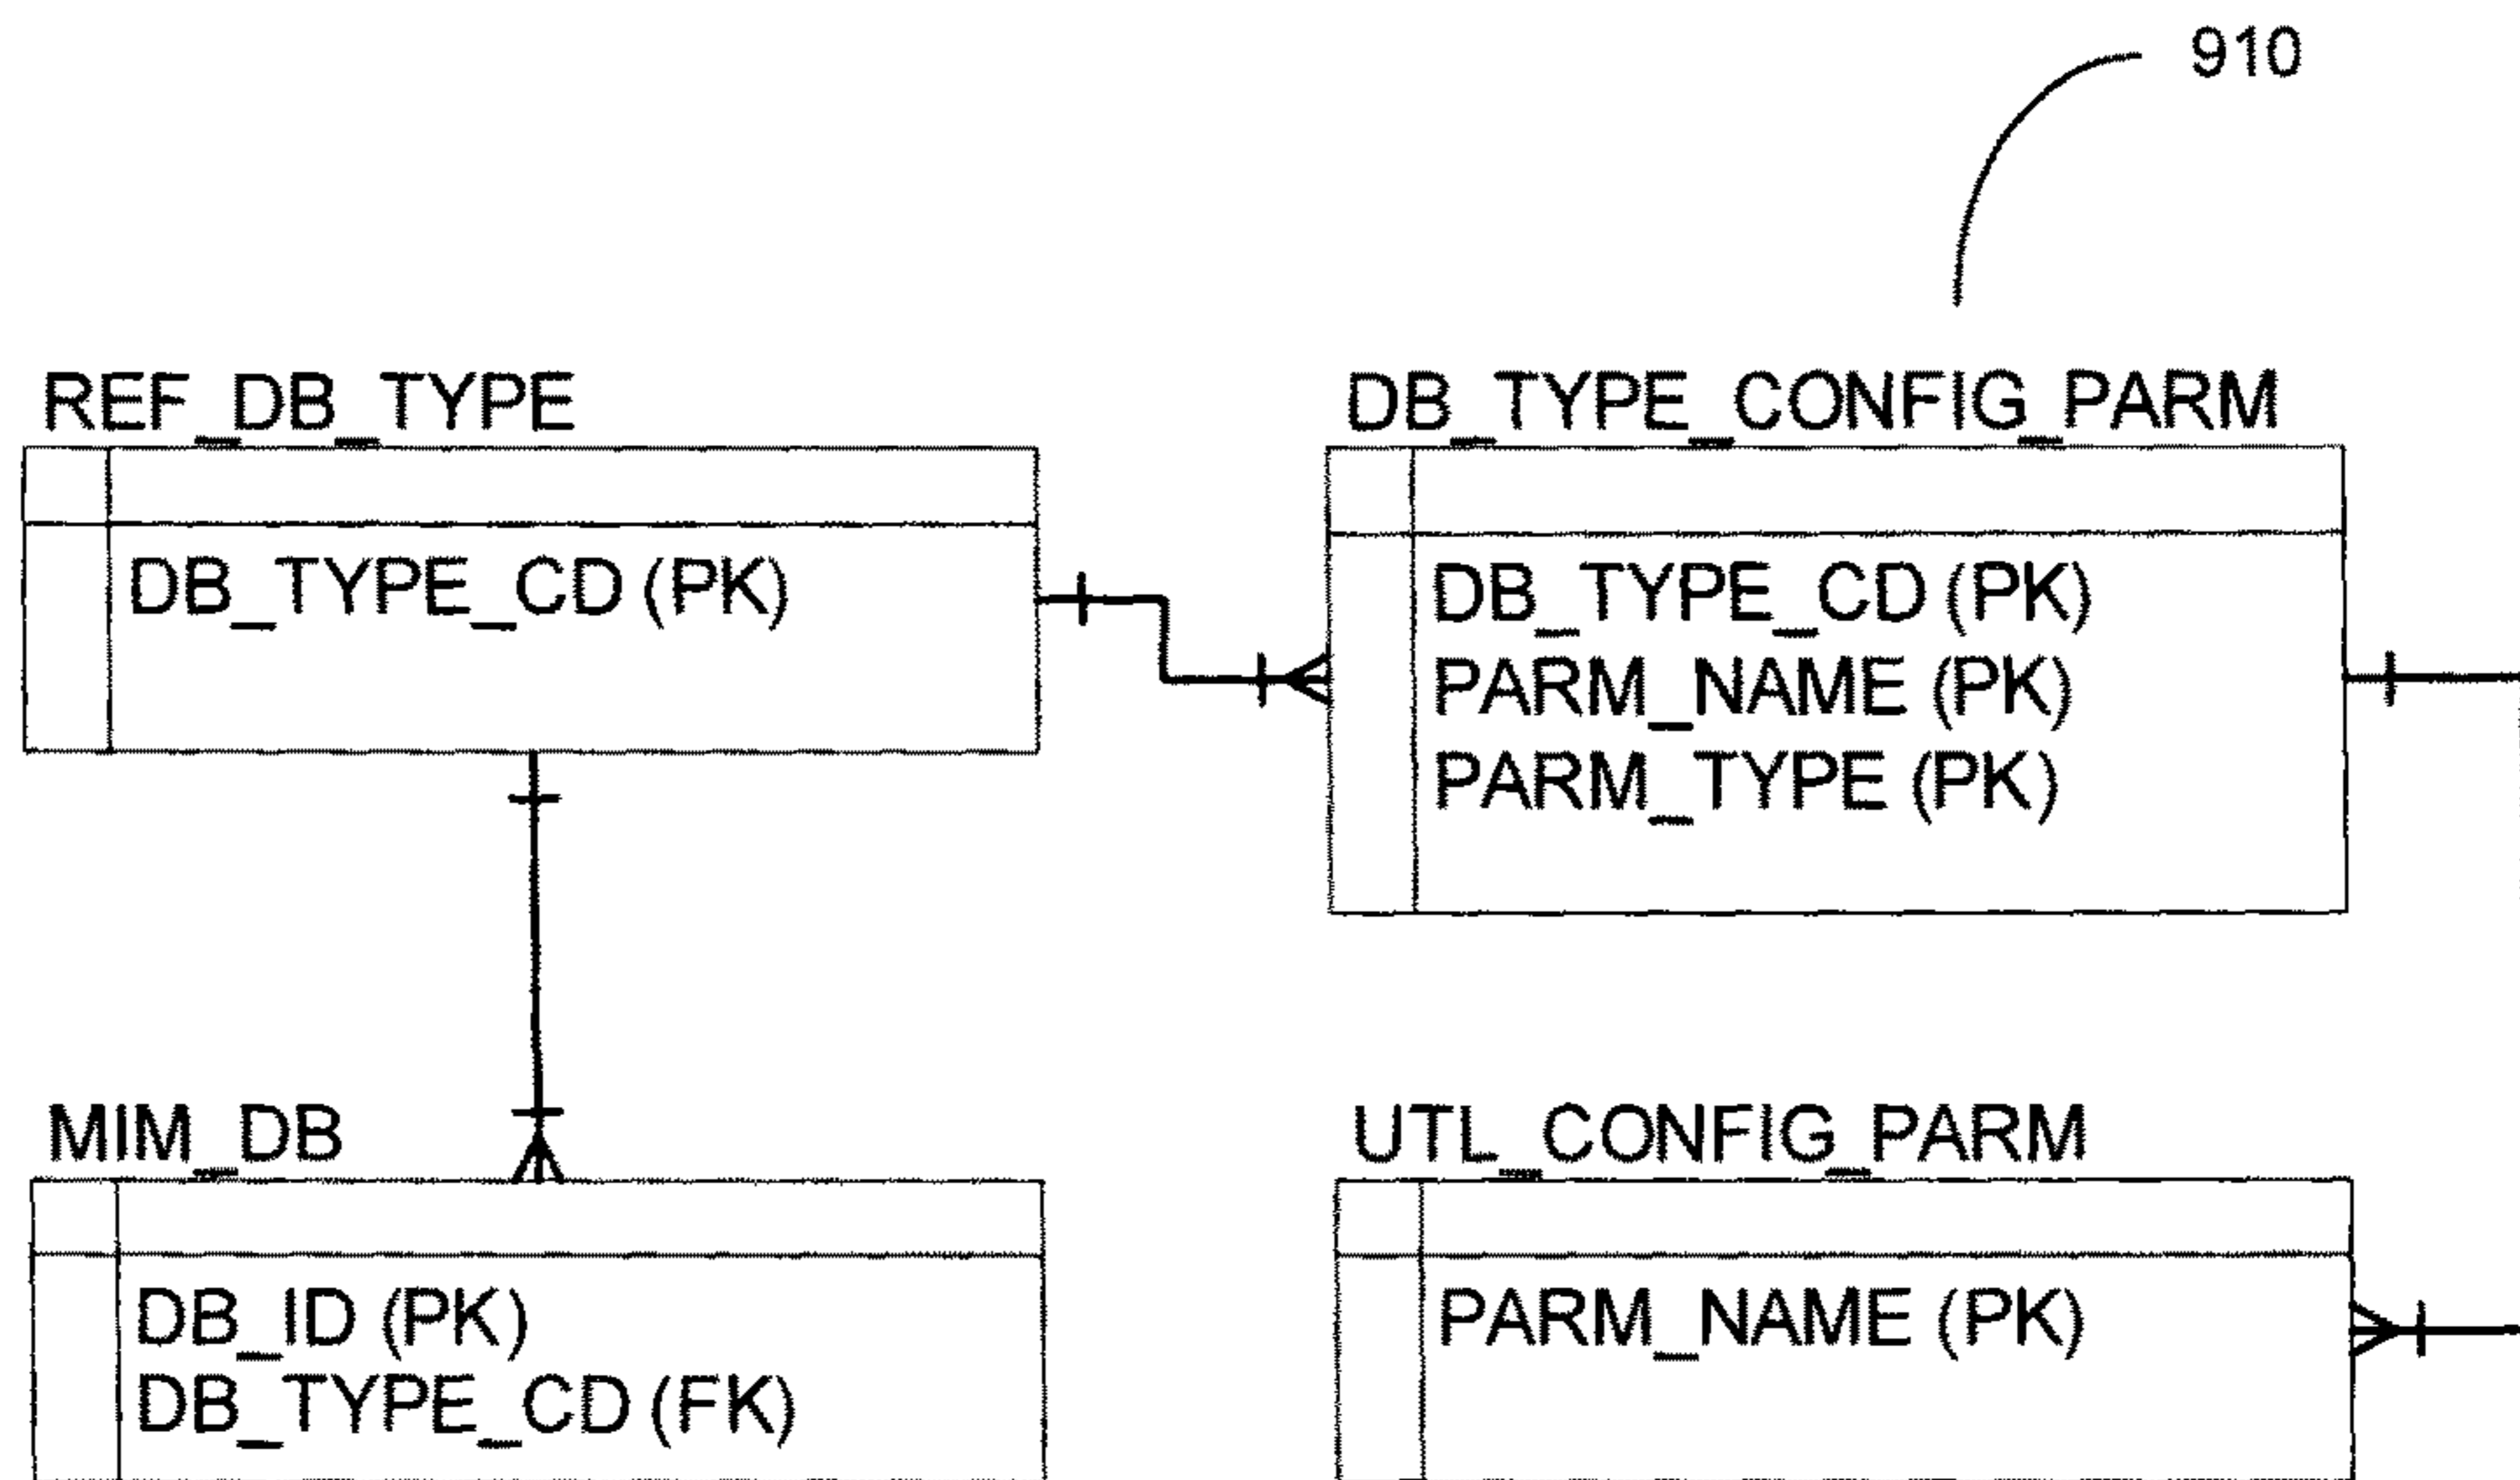 910
REF_DB_TYPE
DB_TYPE_CD (PK)
DB_TYPE_CONFIG_PARM
DB_TYPE_CD (PK)
PARM_NAME (PK)
PARM_TYPE (PK)
MIM_DB
DB_ID (PK)
DB_TYPE_CD (FK)
UTL_CONFIG_PARM
PARM_NAME (PK)